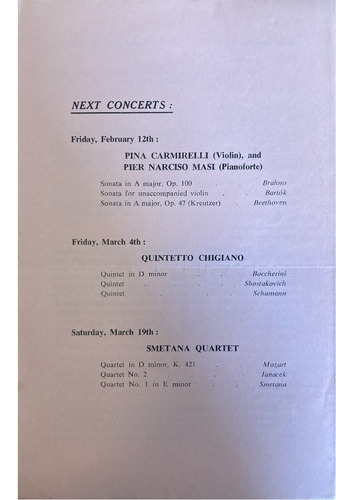 NEXT CONCERTS :
Friday, February 12th :
PINA CARMIRELLI (Violin), and
PIER NARCISO MASI (Pianoforte)
Sonata in A major, Op. 100 . . Brahms
Sonata for unaccompanied violin . . Bartók
Sonata in A major, Op. 47 (Kreutzer) . Beethoven
Friday, March 4th :
QUINTETTO CHIGIANO
Quintet in D minor . . . Boccherini
Quintet . . . . . Shostakovich
Quintet . . . . . Schumann
Saturday, March 19th :
SMETANA QUARTET
Quartet in D minor, K. 421 . . Mozart
Quartet No. 2 . . . . Janacek
Quartet No. 1 in E minor . . Smetana